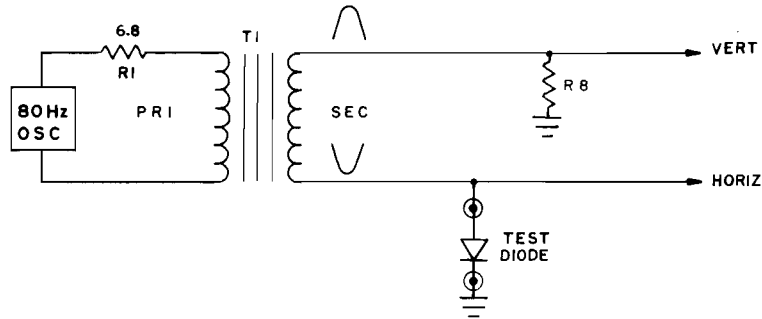 6.8
R1
T1
80Hz
OSC
PRI
SEC
R8
VERT
HORIZ
TEST
DIODE